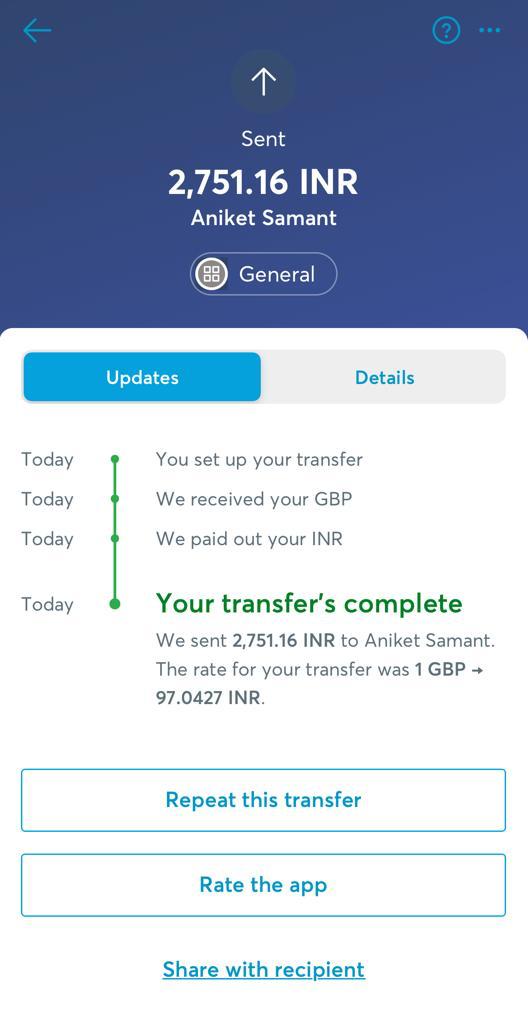 ?
Sent
2,751.16 INR
Aniket Samant
General
Updates
Details
Today
You set up your transfer
Today
We received your GBP
Today
We paid out your INR
Today
Your transfer's complete
We sent 2,751.16 INR to Aniket Samant.
The rate for your transfer was 1 GBP →
97.0427 INR.
Repeat this transfer
Rate the app
Share with recipient